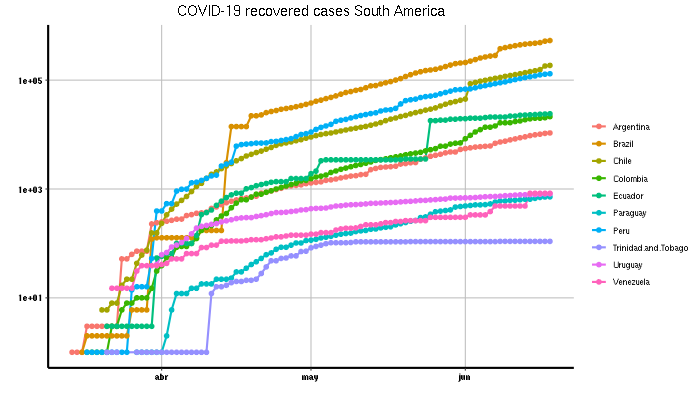 COVID-19 recovered cases South America
1e+05
1e+03
1e+01
abr
may
jun
Argentina
Brazil
Chile
Colombia
Ecuador
Paraguay
Peru
Trinidad.and.Tobago
Uruguay
Venezuela